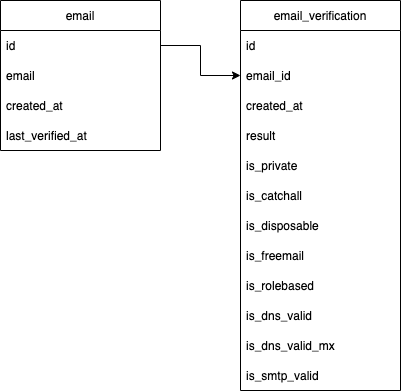 email
id
email
created_at
last_verified_at
email_verification
id
email_id
created_at
result
is_private
is_catchall
is_disposable
is_freemail
is_rolebased
is_dns_valid
is_dns_valid_mx
is_smtp_valid